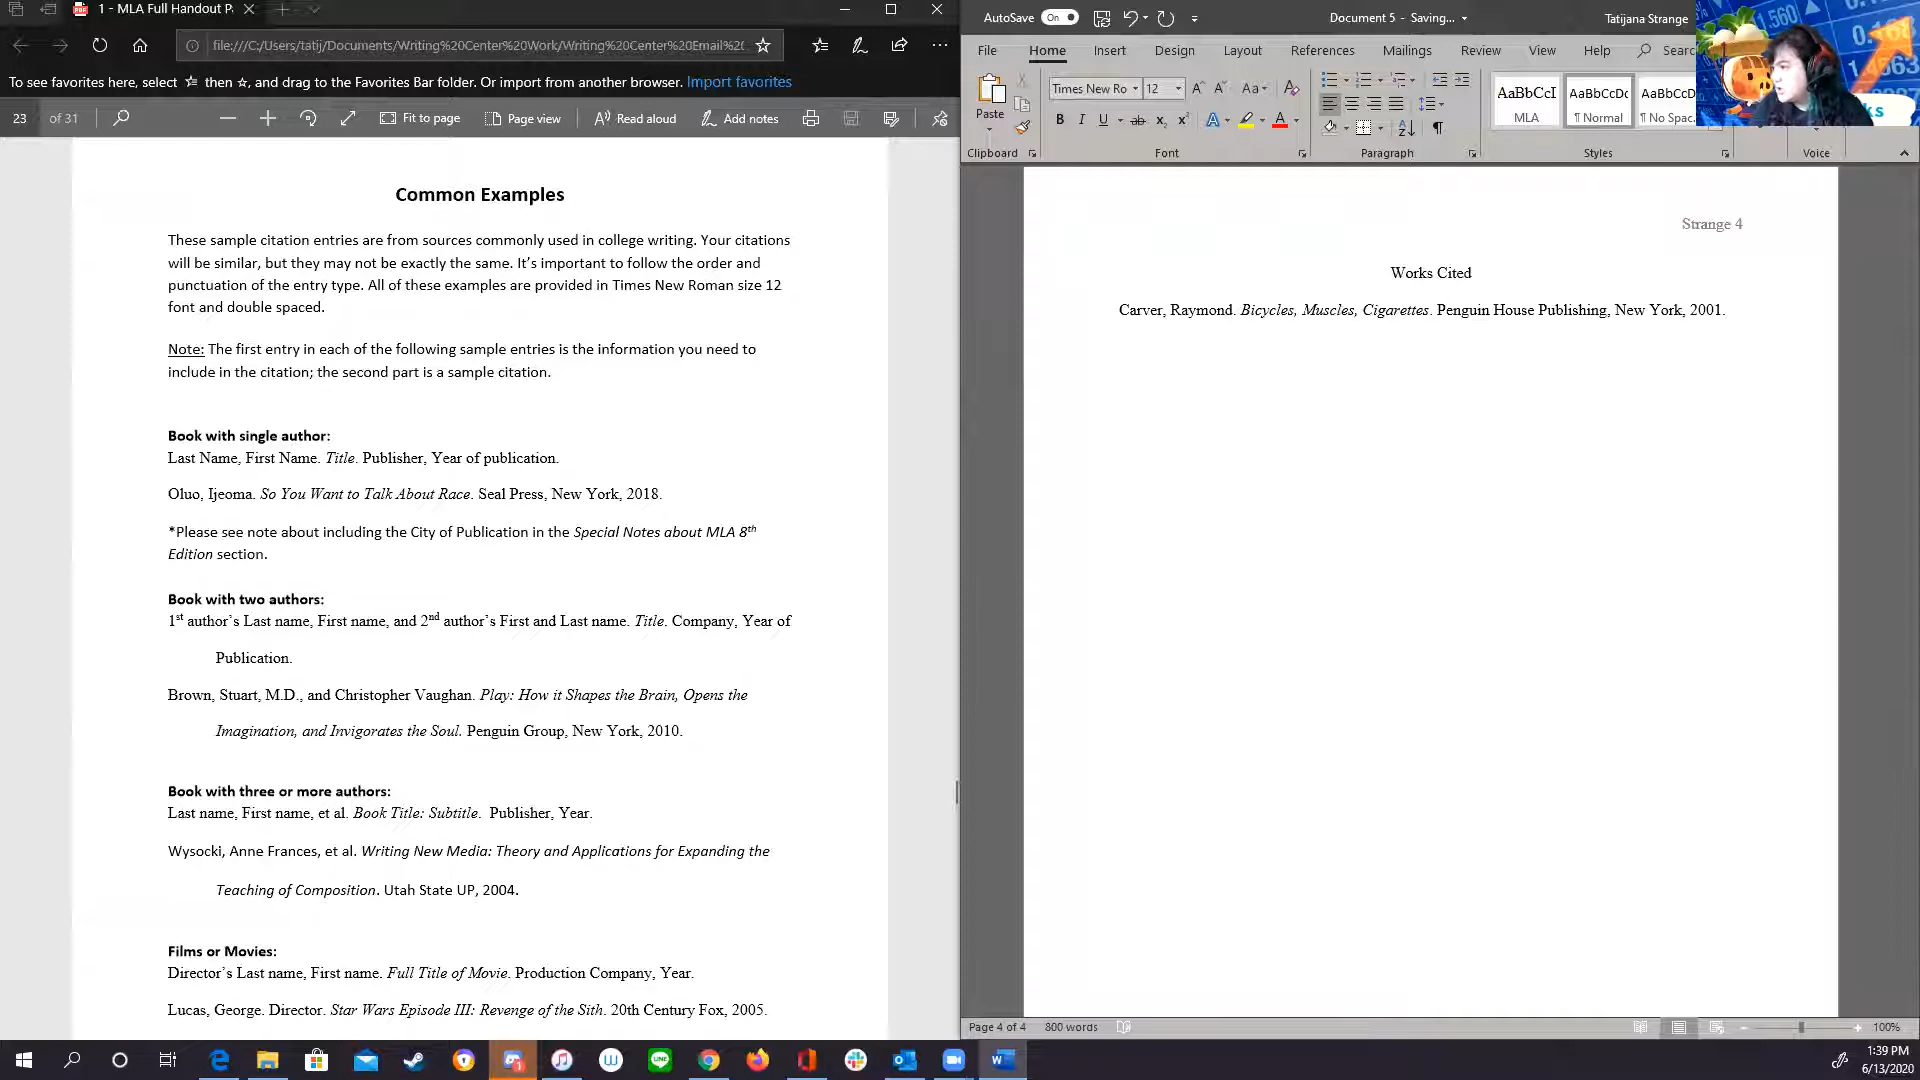 1 - MLA Full Handout P
file:///C:/Users/tatij/Documents/Writing%20Center%20Work/Writing%20Center%20Email%2(
To see favorites here, select then ☆, and drag to the Favorites Bar folder. Or import from another browser. Import favorites
23 of 31 Fit to page Page view Read aloud Add notes
Common Examples
These sample citation entries are from sources commonly used in college writing. Your citations
will be similar, but they may not be exactly the same. It’s important to follow the order and
punctuation of the entry type. All of these examples are provided in Times New Roman size 12
font and double spaced.
Note: The first entry in each of the following sample entries is the information you need to
include in the citation; the second part is a sample citation.
Book with single author:
Last Name, First Name. Title. Publisher, Year of publication.
Oluo, Ijeoma. So You Want to Talk About Race. Seal Press, New York, 2018.
*Please see note about including the City of Publication in the Special Notes about MLA 8th
Edition section.
Book with two authors:
1st author’s Last name, First name, and 2nd author’s First and Last name. Title. Company, Year of
Publication.
Brown, Stuart, M.D., and Christopher Vaughan. Play: How it Shapes the Brain, Opens the
Imagination, and Invigorates the Soul. Penguin Group, New York, 2010.
Book with three or more authors:
Last name, First name, et al. Book Title: Subtitle. Publisher, Year.
Wysocki, Anne Frances, et al. Writing New Media: Theory and Applications for Expanding the
Teaching of Composition. Utah State UP, 2004.
Films or Movies:
Director’s Last name, First name. Full Title of Movie. Production Company, Year.
Lucas, George. Director. Star Wars Episode III: Revenge of the Sith. 20th Century Fox, 2005.
AutoSave On Document 5 - Saving... Tatijana Strange
File Home Insert Design Layout References Mailings Review View Help Searc
Paste
Times New Ro 12 Aa
B I U ab x₂ x² A A
AaBbCcI AaBbCcDc AaBbCcD
MLA ¶ Normal ¶ No Spac...
Clipboard Font Paragraph Styles Voice
1.560
0.168
1.4563
ks
Strange 4
Works Cited
Carver, Raymond. Bicycles, Muscles, Cigarettes. Penguin House Publishing, New York, 2001.
Page 4 of 4 800 words 100%
1:39 PM
6/13/2020